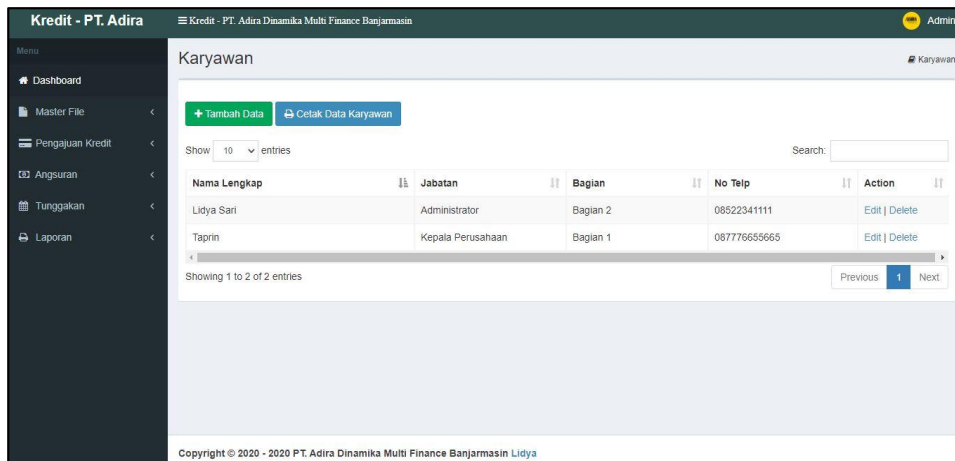 Kredit - PT. Adira
Kredit - PT. Adira Dinamika Multi Finance Banjarmasin
Admin
Menu
Dashboard
Master File
Pengajuan Kredit
Angsuran
Tunggakan
Laporan
Karyawan
Karyawan
Tambah Data
Cetak Data Karyawan
Show 10 entries
Search:
Nama Lengkap Jabatan Bagian No Telp Action
Lidya Sari Administrator Bagian 2 08522341111 Edit | Delete
Taprin Kepala Perusahaan Bagian 1 087776655665 Edit | Delete
Showing 1 to 2 of 2 entries
Previous 1 Next
Copyright © 2020 - 2020 PT. Adira Dinamika Multi Finance Banjarmasin Lidya